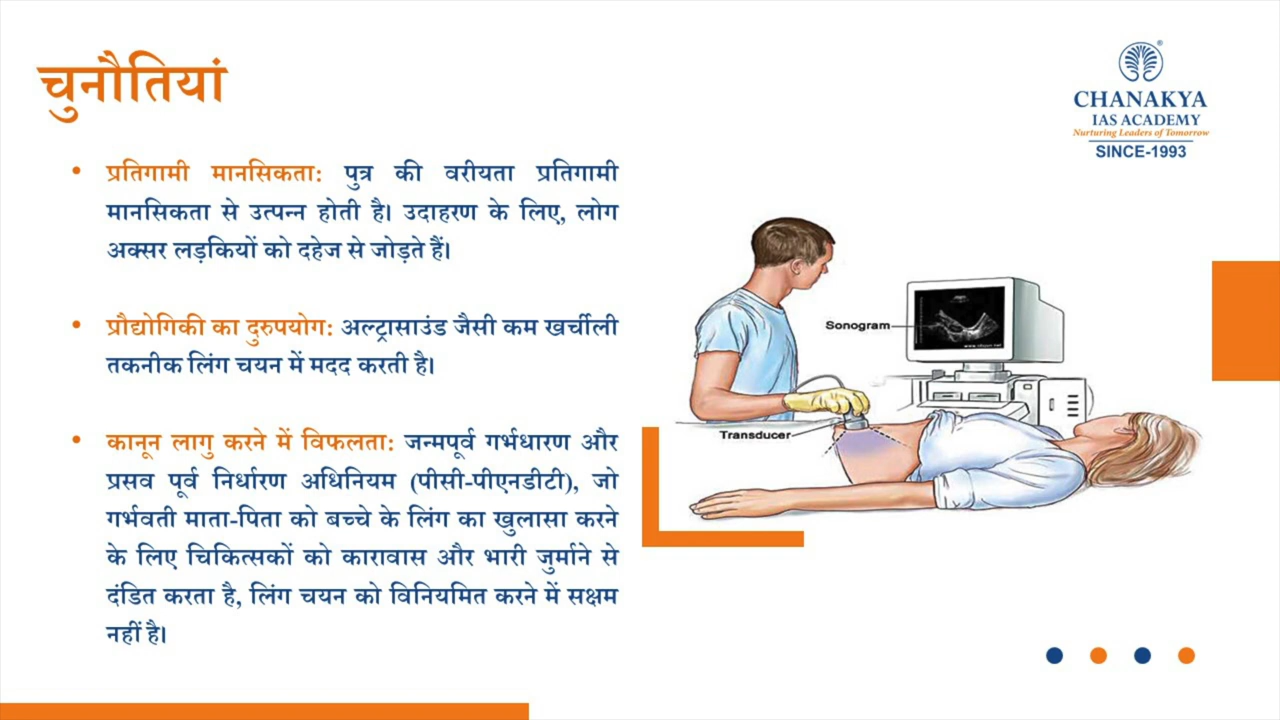 चुनौतियां
CHANAKYA
IAS ACADEMY
Nurturing Leaders of Tomorrow
SINCE-1993
• प्रतिगामी मानसिकता: पुत्र की वरीयता प्रतिगामी
मानसिकता से उत्पन्न होती है। उदाहरण के लिए, लोग
अक्सर लड़कियों को दहेज से जोड़ते हैं।
• प्रौद्योगिकी का दुरुपयोग: अल्ट्रासाउंड जैसी कम खर्चीली
तकनीक लिंग चयन में मदद करती है।
• कानून लागु करने में विफलता: जन्मपूर्व गर्भधारण और
प्रसव पूर्व निर्धारण अधिनियम (पीसी-पीएनडीटी), जो
गर्भवती माता-पिता को बच्चे के लिंग का खुलासा करने
के लिए चिकित्सकों को कारावास और भारी जुर्माने से
दंडित करता है, लिंग चयन को विनियमित करने में सक्षम
नहीं है।
Sonogram
Transducer